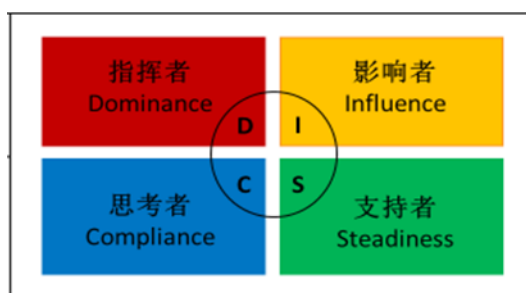 指挥者
Dominance
影响者
Influence
D
I
C
S
思考者
Compliance
支持者
Steadiness